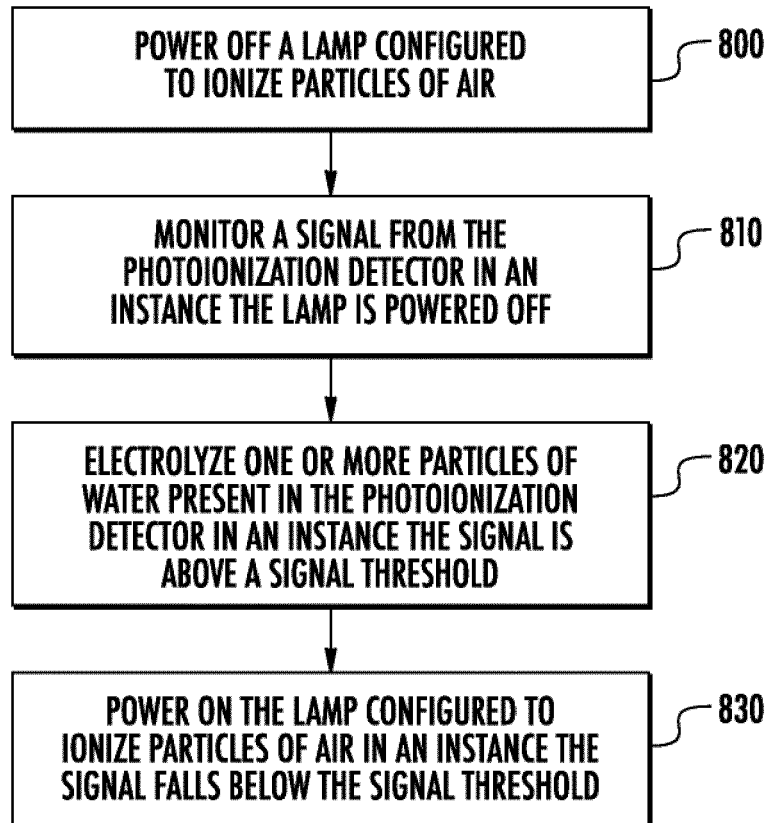 POWER OFF A LAMP CONFIGURED
TO IONIZE PARTICLES OF AIR
800
MONITOR A SIGNAL FROM THE
PHOTOIONIZATION DETECTOR IN AN
INSTANCE THE LAMP IS POWERED OFF
810
ELECTROLYZE ONE OR MORE PARTICLES OF
WATER PRESENT IN THE PHOTOIONIZATION
DETECTOR IN AN INSTANCE THE SIGNAL IS
ABOVE A SIGNAL THRESHOLD
820
POWER ON THE LAMP CONFIGURED TO
IONIZE PARTICLES OF AIR IN AN INSTANCE THE
SIGNAL FALLS BELOW THE SIGNAL THRESHOLD
830